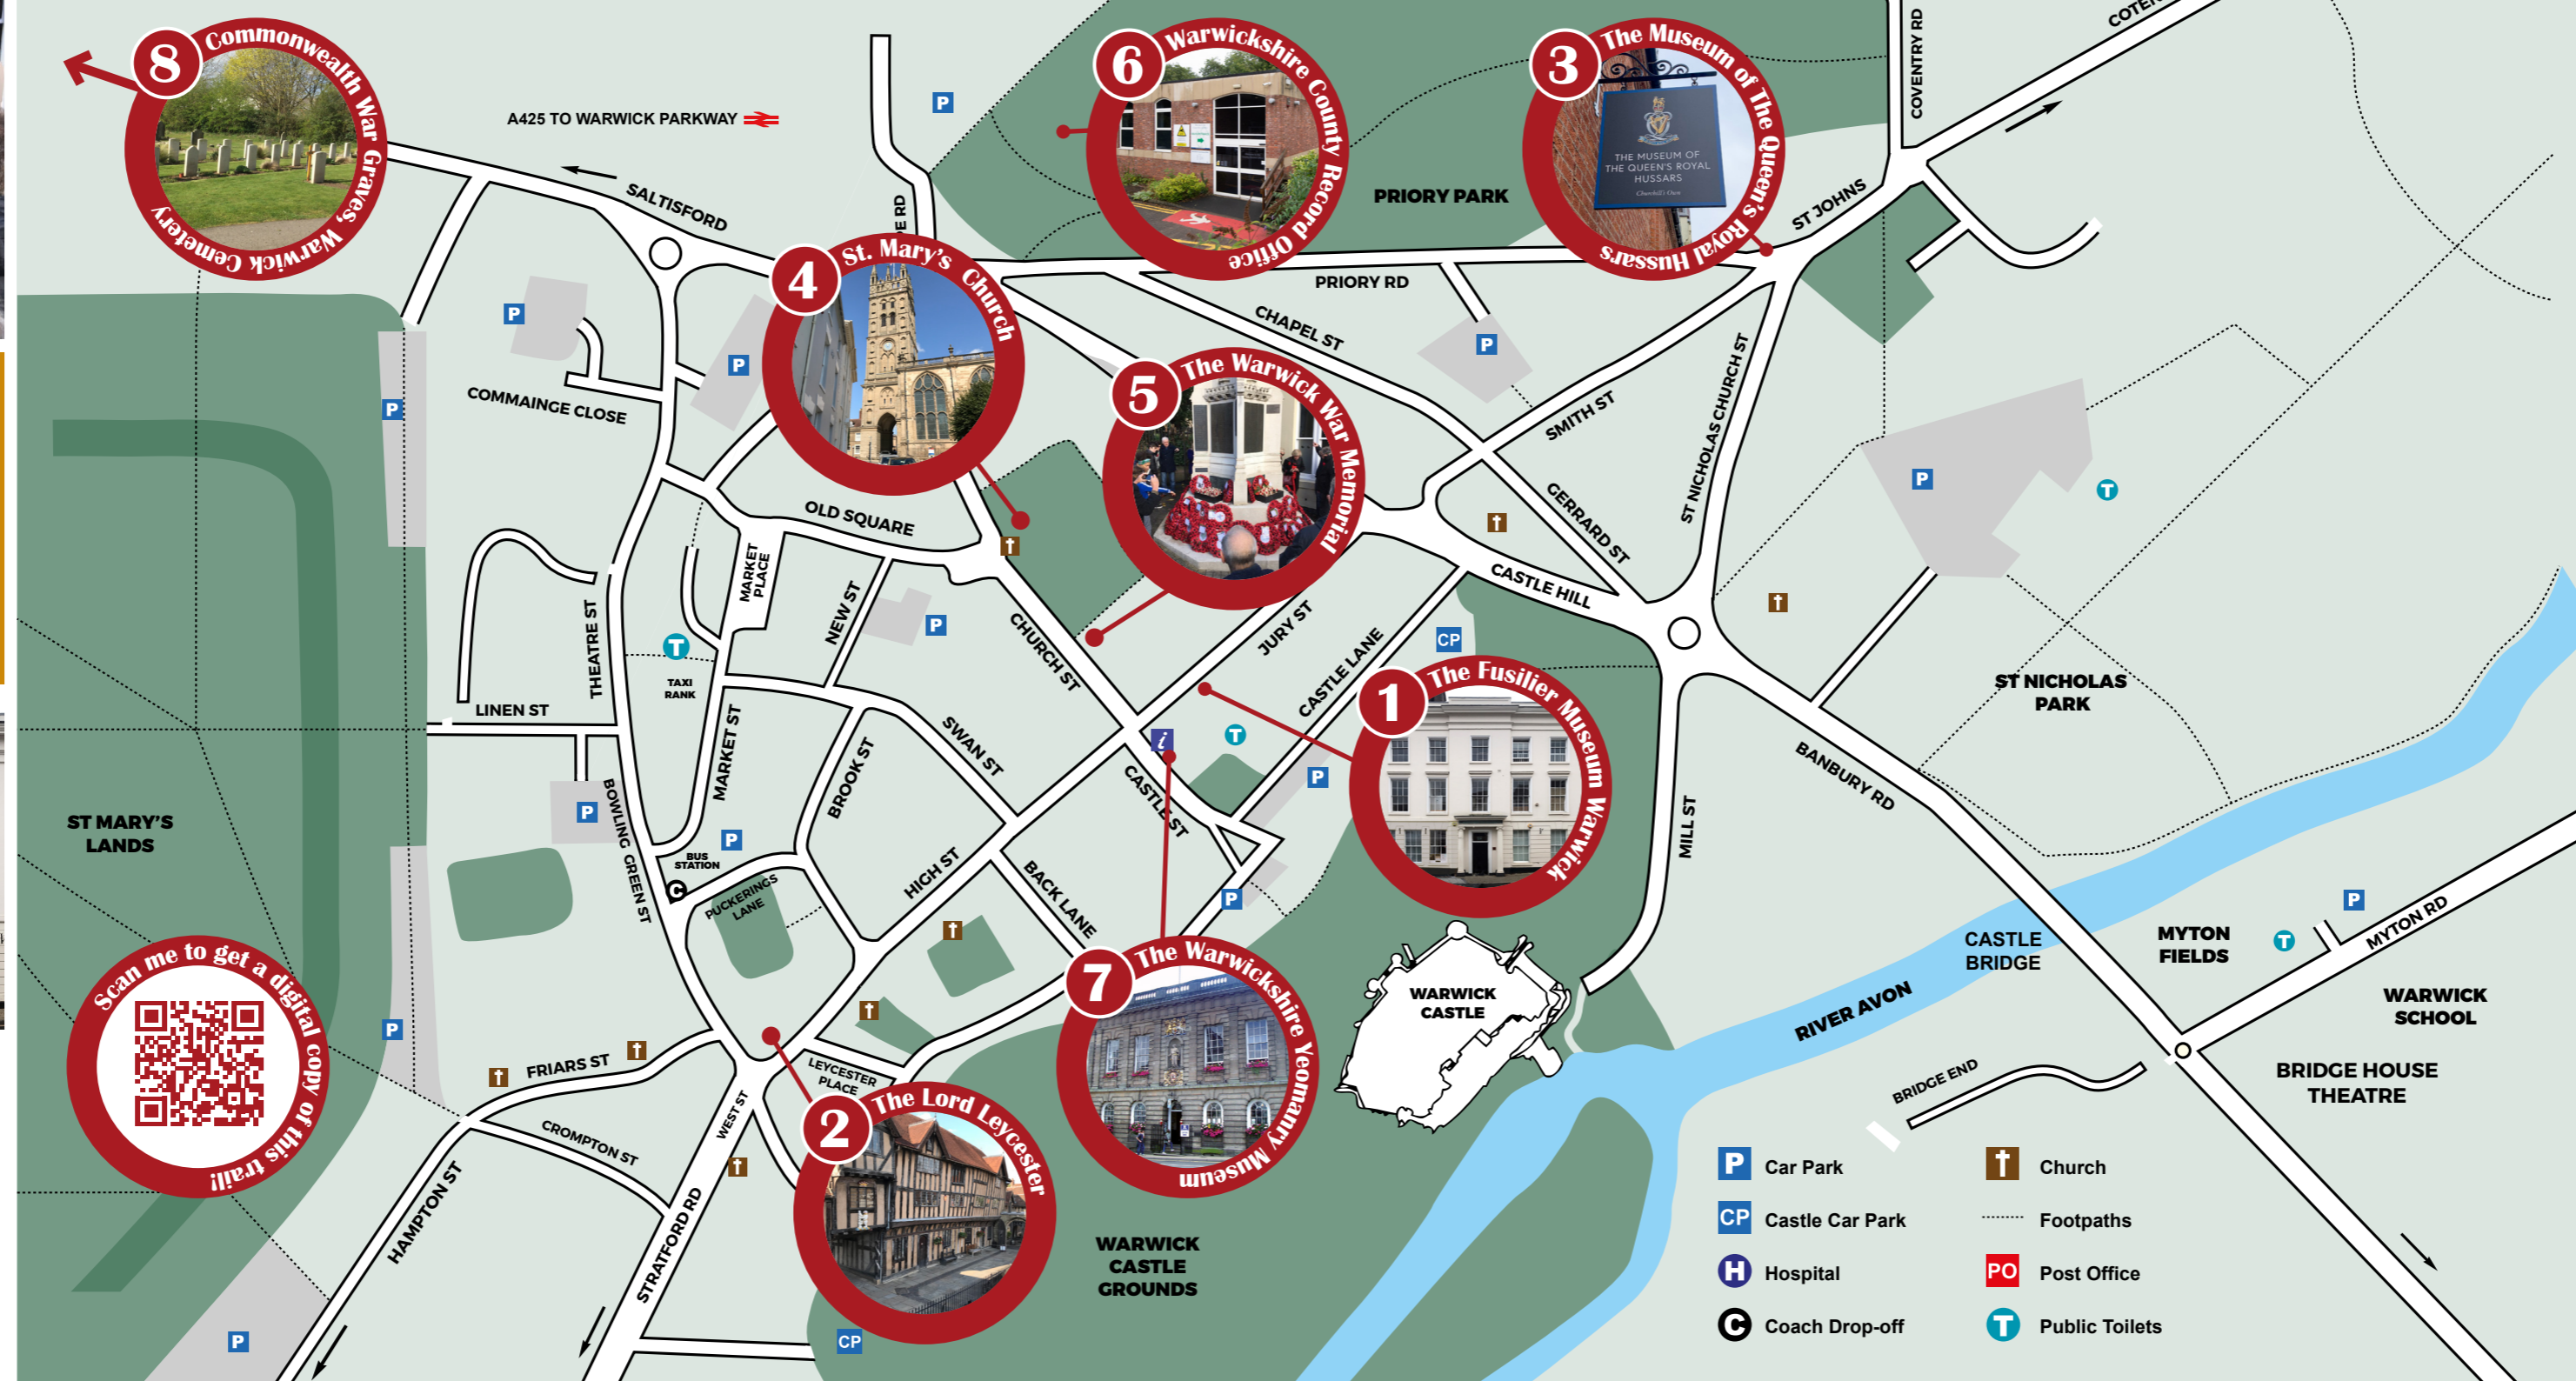 8
Commonwealth War Graves, Warwick Cemetery
A425 TO WARWICK PARKWAY
SALTISFORD
P
6
Warwickshire County Record Office
PRIORY PARK
3
The Museum of The Queen's Royal Hussars
THE MUSEUM OF
THE QUEEN'S ROYAL
HUSSARS
COVENTRY RD
ST JOHNS
PRIORY RD
4
St. Mary's Church
P
P
P
COMMAINGE CLOSE
CHAPEL ST
P
5
The Warwick War Memorial
SMITH ST
ST NICHOLAS CHURCH ST
P
T
OLD SQUARE
MARKET
PLACE
GERRARD ST
CASTLE HILL
THEATRE ST
T
TAXI
RANK
NEW ST
P
CHURCH ST
JURY ST
CASTLE LANE
CP
1
The Fusilier Museum Warwick
ST NICHOLAS
PARK
LINEN ST
MARKET ST
BROOK ST
SWAN ST
i
T
CASTLE ST
P
BANBURY RD
MILL ST
ST MARY'S
LANDS
P
BOWLING GREEN ST
P
BUS
STATION
C
PUCKERINGS
LANE
HIGH ST
BACK LANE
P
7
The Warwickshire Yeomanry Museum
WARWICK
CASTLE
RIVER AVON
CASTLE
BRIDGE
MYTON
FIELDS
T
P
MYTON RD
WARWICK
SCHOOL
BRIDGE HOUSE
THEATRE
BRIDGE END
Scan me to get a digital copy of this trail!
P
FRIARS ST
CROMPTON ST
HAMPTON ST
WEST ST
STRATFORD RD
LEYCESTER
PLACE
2
The Lord Leycester
WARWICK
CASTLE
GROUNDS
P
CP
P Car Park
CP Castle Car Park
H Hospital
C Coach Drop-off
Church
Footpaths
PO Post Office
T Public Toilets